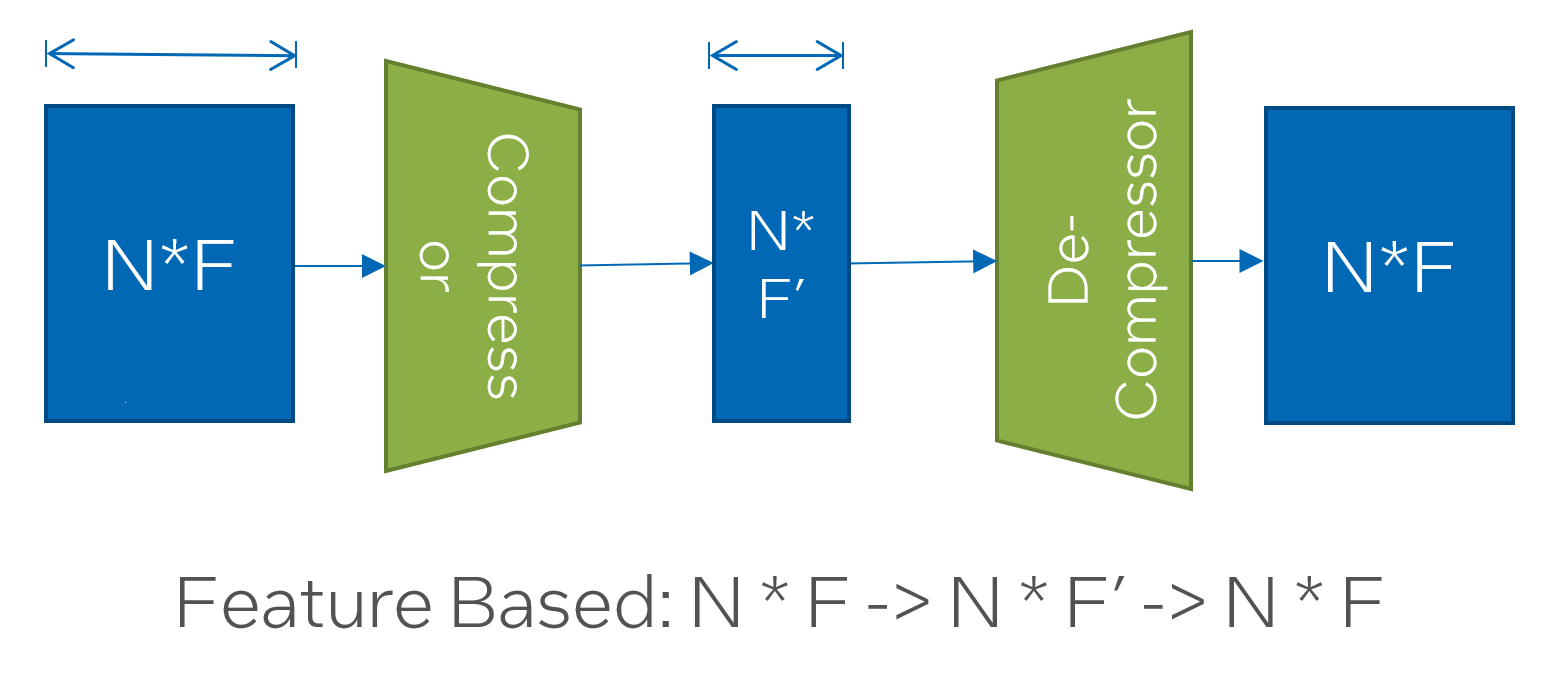 N*F
Compress
or
N*
F′
De-
Compressor
N*F
Feature Based: N * F -> N * F′ -> N * F